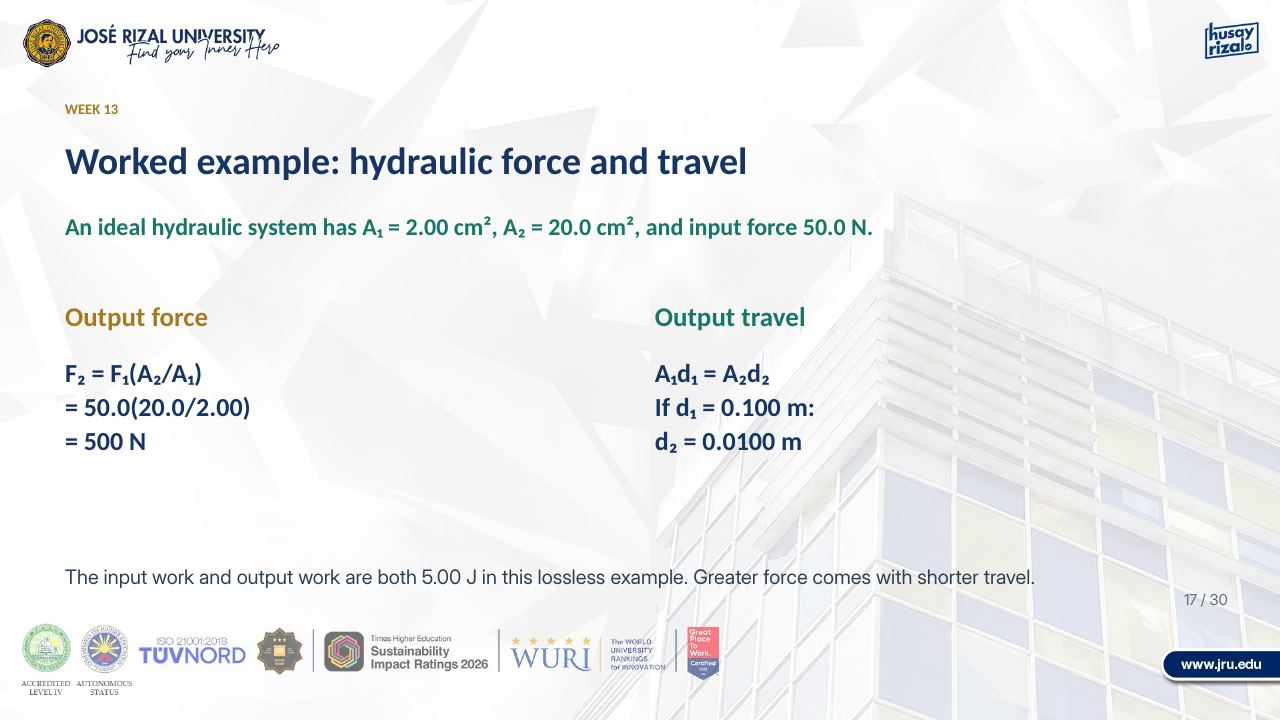 JOSÉ RIZAL UNIVERSITY
Find your Inner Hero
husay
rizal
WEEK 13
Worked example: hydraulic force and travel
An ideal hydraulic system has A₁ = 2.00 cm², A₂ = 20.0 cm², and input force 50.0 N.
Output force
F₂ = F₁(A₂/A₁)
= 50.0(20.0/2.00)
= 500 N
Output travel
A₁d₁ = A₂d₂
If d₁ = 0.100 m:
d₂ = 0.0100 m
The input work and output work are both 5.00 J in this lossless example. Greater force comes with shorter travel.
17 / 30
ACCREDITED
LEVEL IV
AUTONOMOUS
STATUS
ISO 21001:2018
TÜVNORD
Times Higher Education
Sustainability
Impact Ratings 2026
WURI
The WORLD
UNIVERSITY
RANKINGS
for INNOVATION
Great
Place
To
Work.
Certified
www.jru.edu